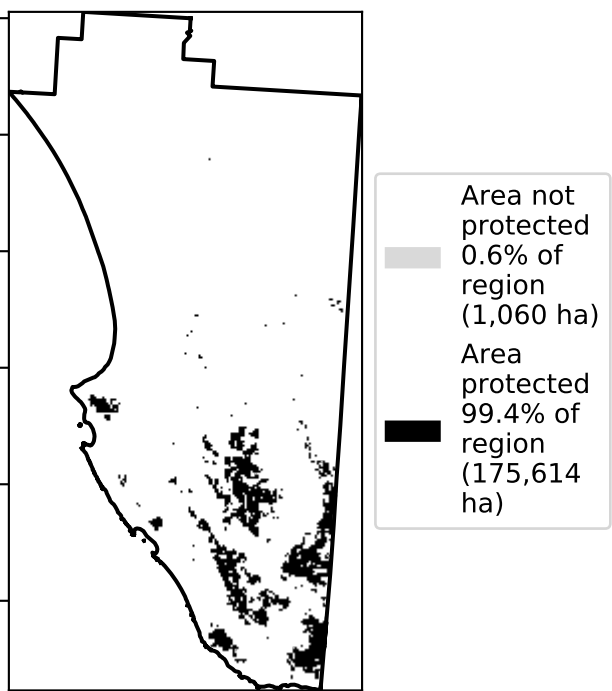 Area not
protected
0.6% of
region
(1,060 ha)
Area
protected
99.4% of
region
(175,614
ha)